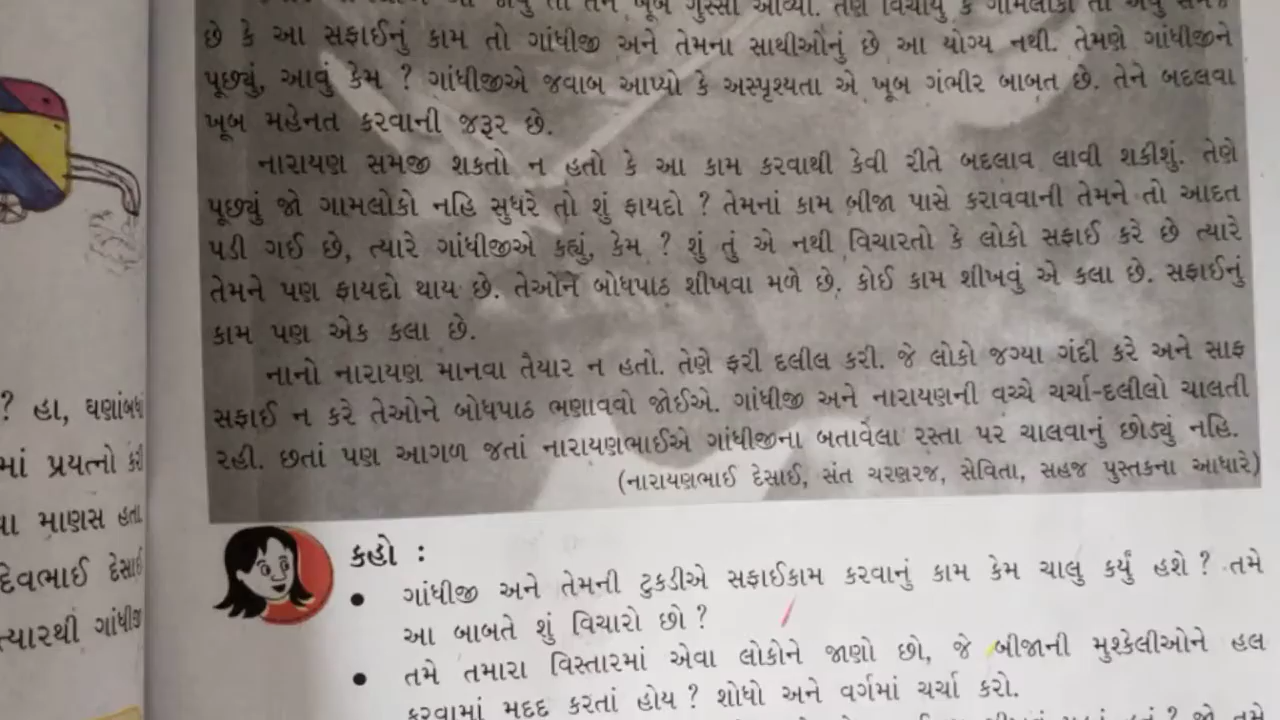 ખૂબ ગુસ્સો આવ્યો. તેણે વિચાર્યું કે ગામલોકો તો
છે કે આ સફાઈનું કામ તો ગાંધીજી અને તેમના સાથીઓનું છે આ યોગ્ય નથી. તેમણે ગાંધીજીને
પૂછ્યું, આવું કેમ ? ગાંધીજીએ જવાબ આપ્યો કે અસ્પૃશ્યતા એ ખૂબ ગંભીર બાબત છે. તેને બદલવા
ખૂબ મહેનત કરવાની જરૂર છે.
નારાયણ સમજી શકતો ન હતો કે આ કામ કરવાથી કેવી રીતે બદલાવ લાવી શકીશું. તેણે
પૂછ્યું જો ગામલોકો નહિ સુધરે તો શું ફાયદો ? તેમનાં કામ બીજા પાસે કરાવવાની તેમને તો આદત
પડી ગઈ છે, ત્યારે ગાંધીજીએ કહ્યું, કેમ ? શું તું એ નથી વિચારતો કે લોકો સફાઈ કરે છે ત્યારે
તેમને પણ ફાયદો થાય છે. તેઓને બોધપાઠ શીખવા મળે છે. કોઈ કામ શીખવું એ કલા છે. સફાઈનું
કામ પણ એક કલા છે.
નાનો નારાયણ માનવા તૈયાર ન હતો. તેણે ફરી દલીલ કરી. જે લોકો જગ્યા ગંદી કરે અને સાફ
સફાઈ ન કરે તેઓને બોધપાઠ ભણાવવો જોઈએ. ગાંધીજી અને નારાયણની વચ્ચે ચર્ચા-દલીલો ચાલતી
રહી. છતાં પણ આગળ જતાં નારાયણભાઈએ ગાંધીજીના બતાવેલા રસ્તા પર ચાલવાનું છોડ્યું નહિ.
(નારાયણભાઈ દેસાઈ, સંત ચરણરજ, સેવિતા, સહજ પુસ્તકના આધારે)
? હા, ઘણાંબધાં
માં પ્રયત્નો કરી
માણસ હતા
દેસાઈ
ત્યારથી ગાંધીજી
કહો :
• ગાંધીજી અને તેમની ટુકડીએ સફાઈકામ કરવાનું કામ કેમ ચાલુ કર્યું હશે ? તમે
આ બાબતે શું વિચારો છો ?
• તમે તમારા વિસ્તારમાં એવા લોકોને જાણો છો, જે બીજાની મુશ્કેલીઓને હલ
કરવામાં મદદ કરતાં હોય ? શોધો અને વર્ગમાં ચર્ચા કરો.